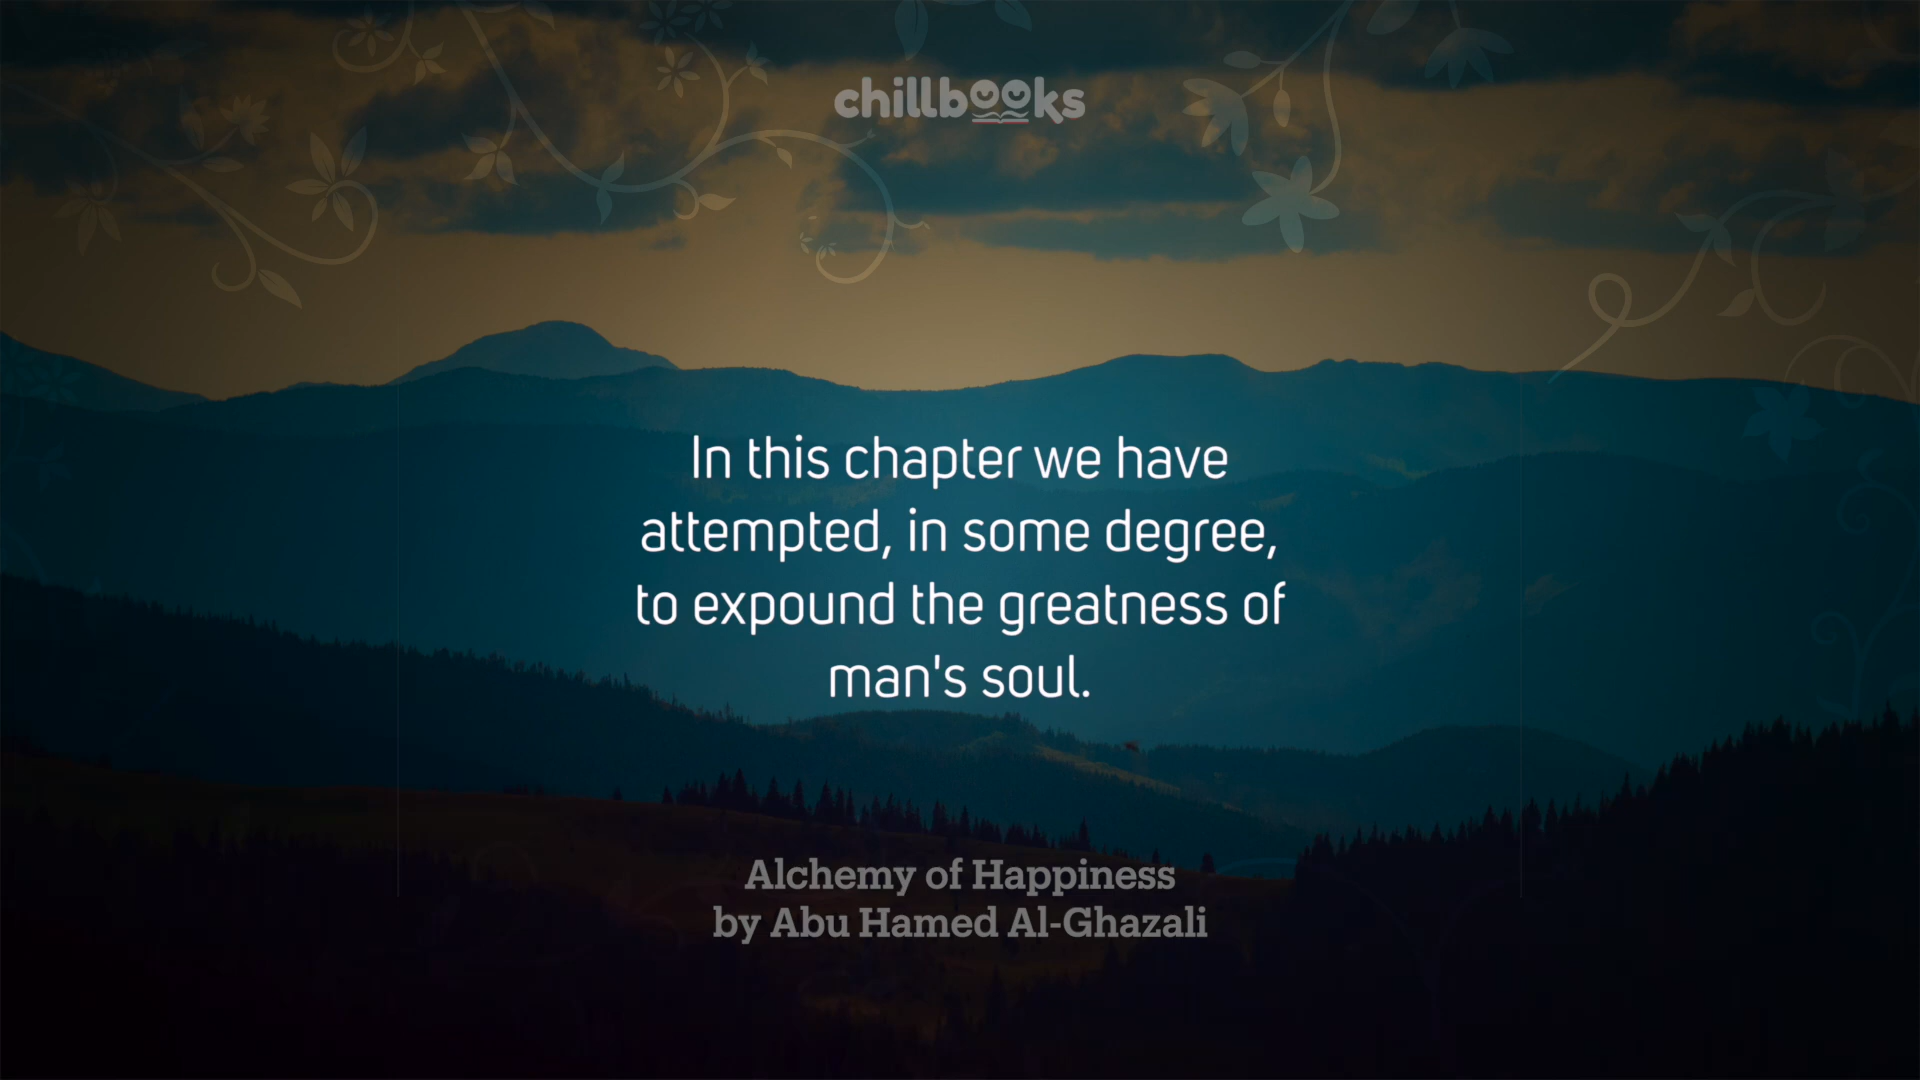 chillbooks
In this chapter we have
attempted, in some degree,
to expound the greatness of
man's soul.
Alchemy of Happiness
by Abu Hamed Al-Ghazali